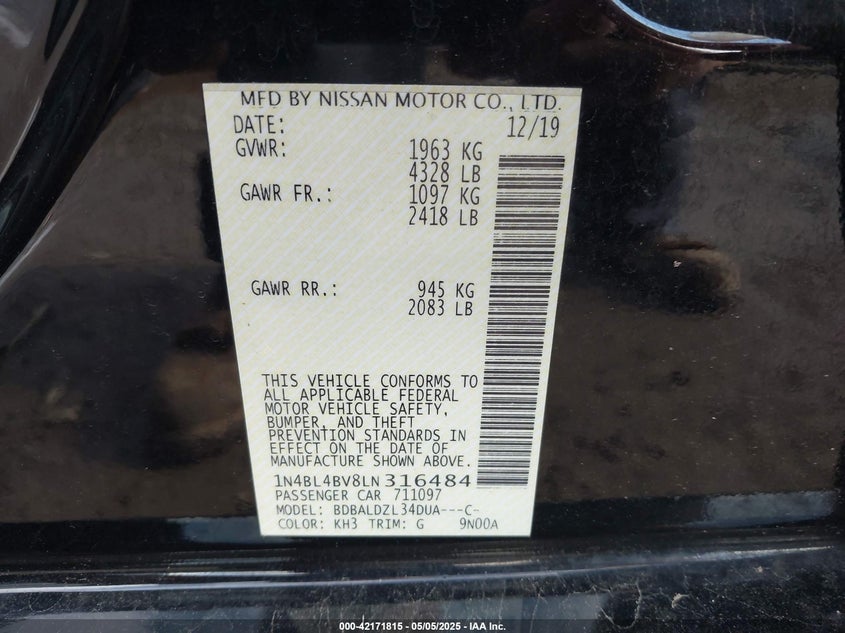 MFD BY NISSAN MOTOR CO., LTD.
DATE: 12/19
GVWR: 1963 KG
4328 LB
GAWR FR.: 1097 KG
2418 LB
GAWR RR.: 945 KG
2083 LB
THIS VEHICLE CONFORMS TO
ALL APPLICABLE FEDERAL
MOTOR VEHICLE SAFETY,
BUMPER, AND THEFT
PREVENTION STANDARDS IN
EFFECT ON THE DATE OF
MANUFACTURE SHOWN ABOVE.
1N4BL4BV8LN316484
PASSENGER CAR 711097
MODEL: BDBALDZL34DUA---C-
COLOR: KH3 TRIM: G 9N00A
000-42171815 - 05/05/2025 - IAA Inc.